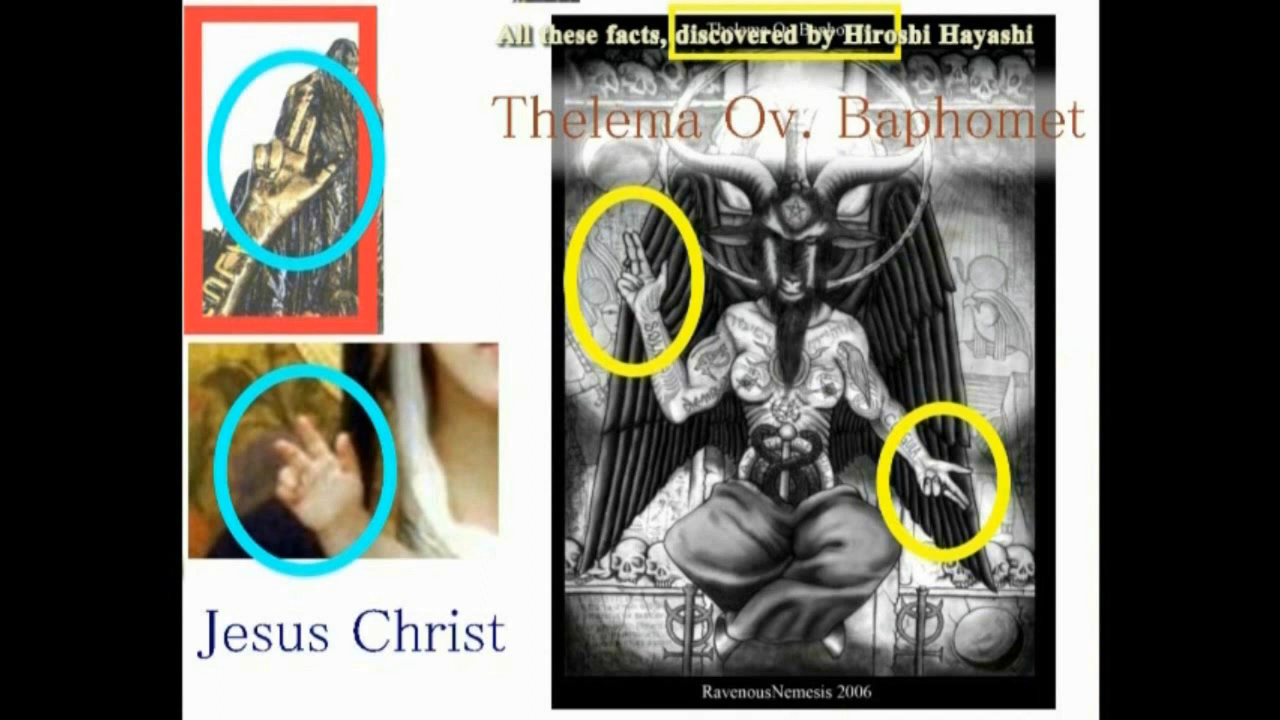 All these facts, discovered by Hiroshi Hayashi
Thelema Ov. Baphomet
Jesus Christ
RavenousNemesis 2006